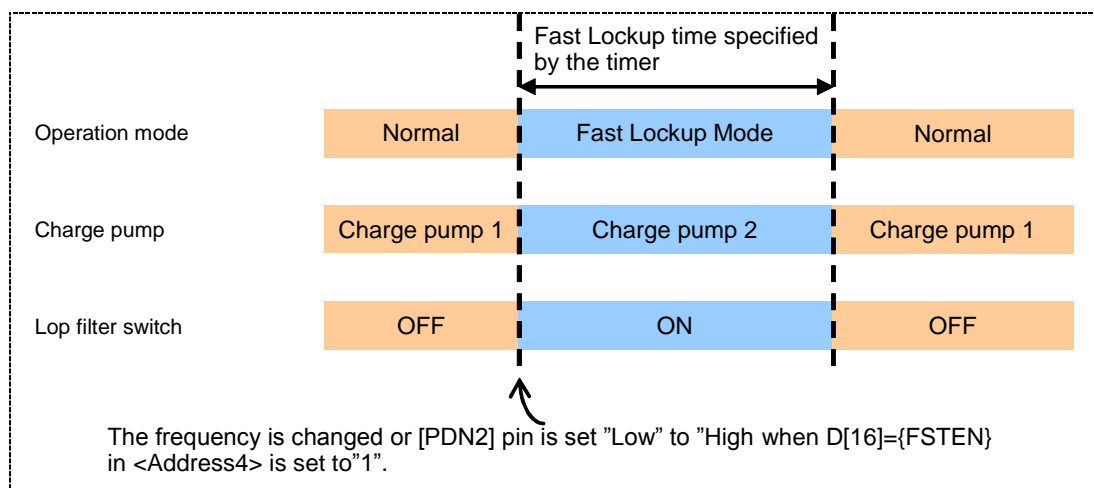 Fast Lockup time specified
by the timer
Operation mode
Normal
Fast Lockup Mode
Normal
Charge pump
Charge pump 1
Charge pump 2
Charge pump 1
Lop filter switch
OFF
ON
OFF
The frequency is changed or [PDN2] pin is set ”Low” to ”High when D[16]={FSTEN}
in <Address4> is set to”1”.